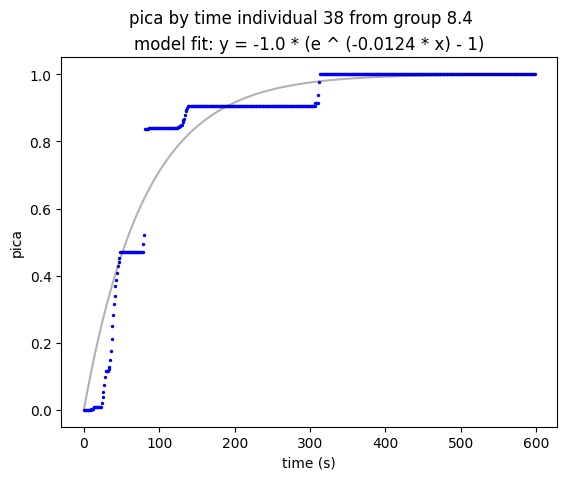 pica by time individual 38 from group 8.4
model fit: y = -1.0 * (e ^ (-0.0124 * x) - 1)
1.0
0.8
0.6
0.4
0.2
0.0
pica
0 100 200 300 400 500 600
time (s)